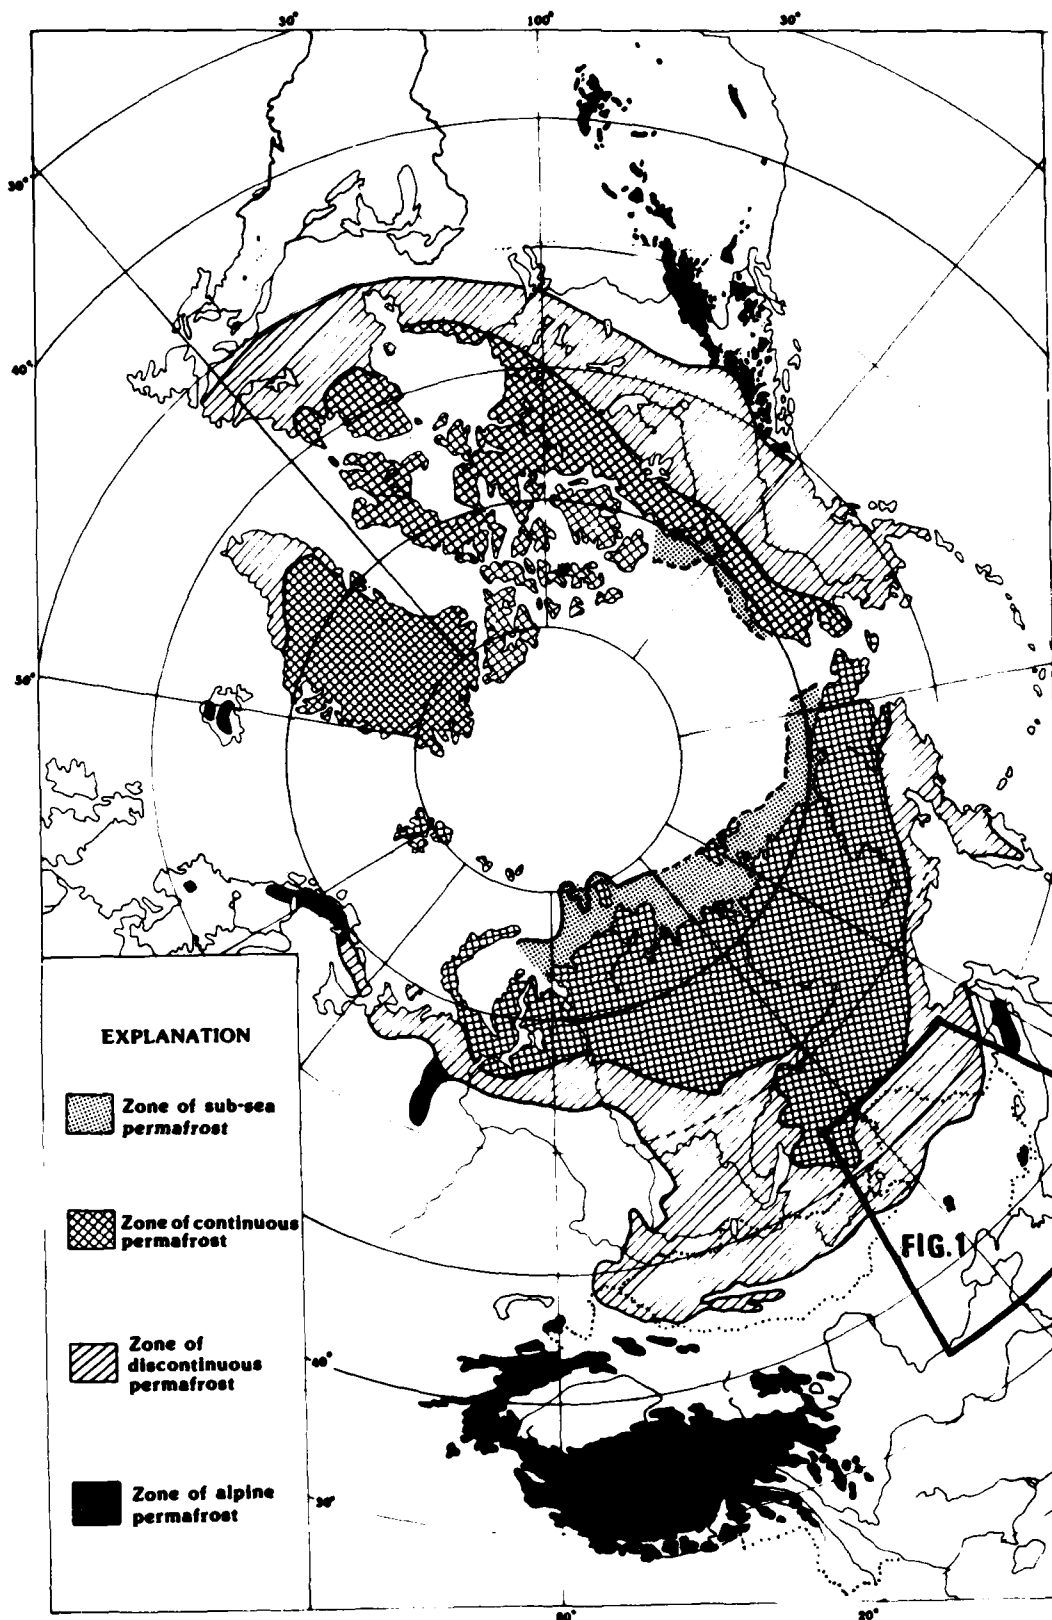 30°
100°
30°
30°
40°
50°
EXPLANATION
Zone of sub-sea
permafrost
Zone of continuous
permafrost
Zone of
discontinuous
permafrost
Zone of alpine
permafrost
FIG.1
40°
30°
20°